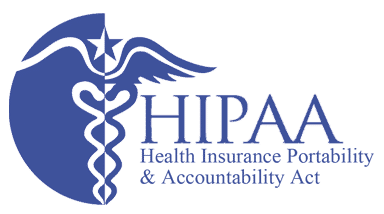 HIPAA
Health Insurance Portability
& Accountability Act